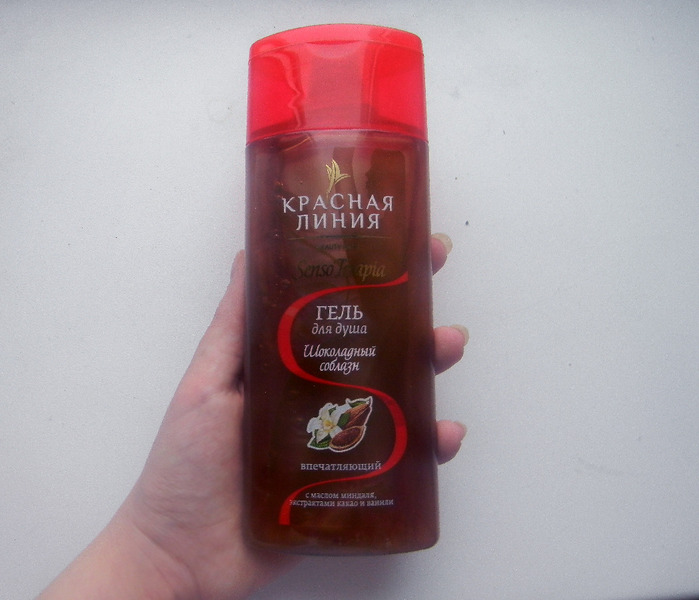 КРАСНАЯ
ЛИНИЯ
ГЕЛЬ
для душа
Шоколадный
соблазн
впечатляющий
с маслом миндаля,
экстрактами какао и ванили